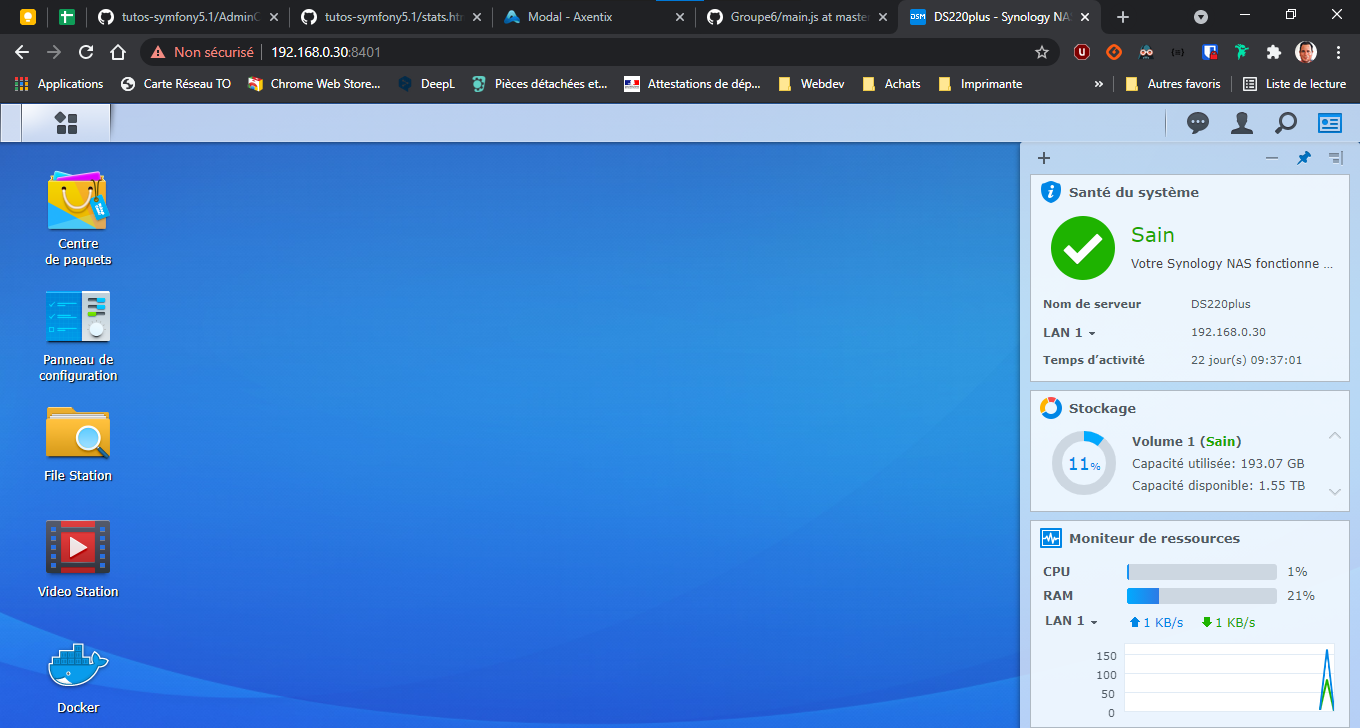 tutos-symfony5.1/AdminC
tutos-symfony5.1/stats.ht
Modal - Axentix
Groupe6/main.js at maste
DSM
DS220plus - Synology NA
Non sécurisé
192.168.0.30:8401
Applications
Carte Réseau TO
Chrome Web Store...
DeepL
Pièces détachées et...
Attestations de dép...
Webdev
Achats
Imprimante
»
Autres favoris
Liste de lecture
Centre
de paquets
Panneau de
configuration
File Station
Video Station
Docker
Santé du système
Sain
Votre Synology NAS fonctionne ...
Nom de serveur DS220plus
LAN 1 192.168.0.30
Temps d’activité 22 jour(s) 09:37:01
Stockage
11%
Volume 1 (Sain)
Capacité utilisée: 193.07 GB
Capacité disponible: 1.55 TB
Moniteur de ressources
CPU 1%
RAM 21%
LAN 1 1 KB/s 1 KB/s
150
100
50
0